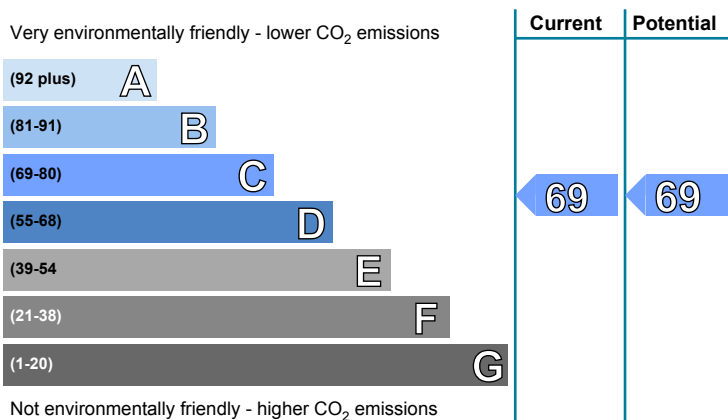 Very environmentally friendly - lower CO₂ emissions
Current
Potential
(92 plus) A
(81-91) B
(69-80) C
(55-68) D
(39-54 E
(21-38) F
(1-20) G
69
69
Not environmentally friendly - higher CO₂ emissions